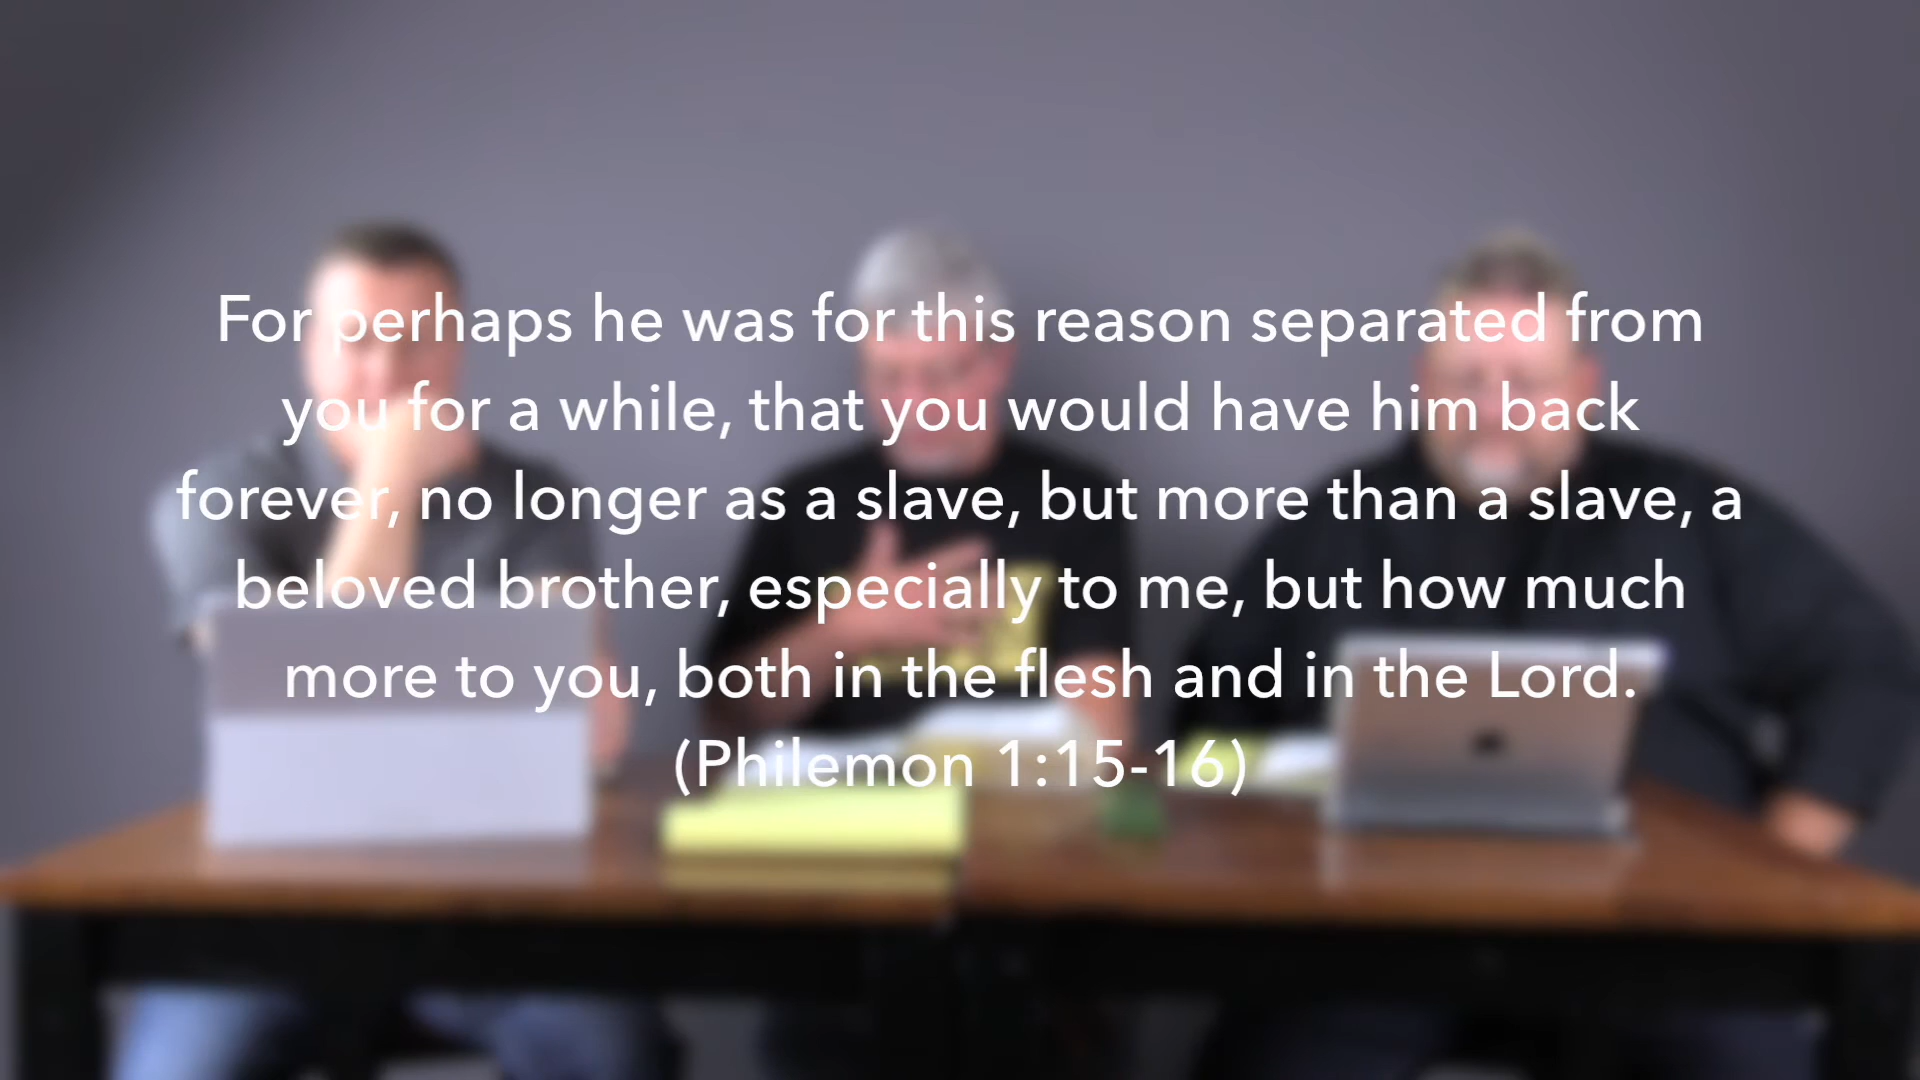 For perhaps he was for this reason separated from
you for a while, that you would have him back
forever, no longer as a slave, but more than a slave, a
beloved brother, especially to me, but how much
more to you, both in the flesh and in the Lord.
(Philemon 1:15-16)